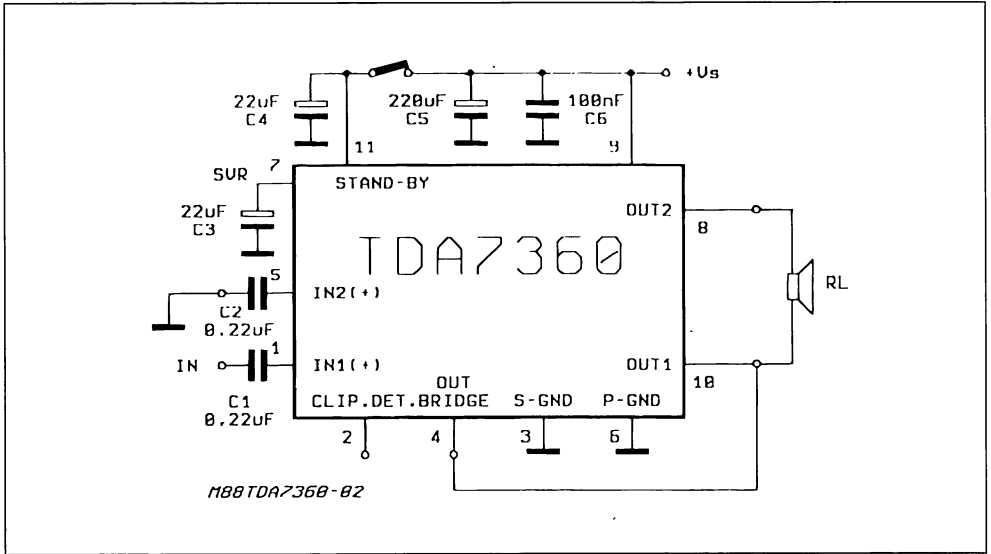 +Vs
22uF
C4
220uF
C5
100nF
C6
11
9
7
SVR
STAND-BY
22uF
C3
OUT2
8
TDA7360
5
IN2(+)
C2
0.22uF
RL
1
IN
IN1(+)
OUT1
10
C1
0.22uF
OUT
CLIP.DET.BRIDGE
S-GND
P-GND
2
4
3
6
M88TDA7360-02